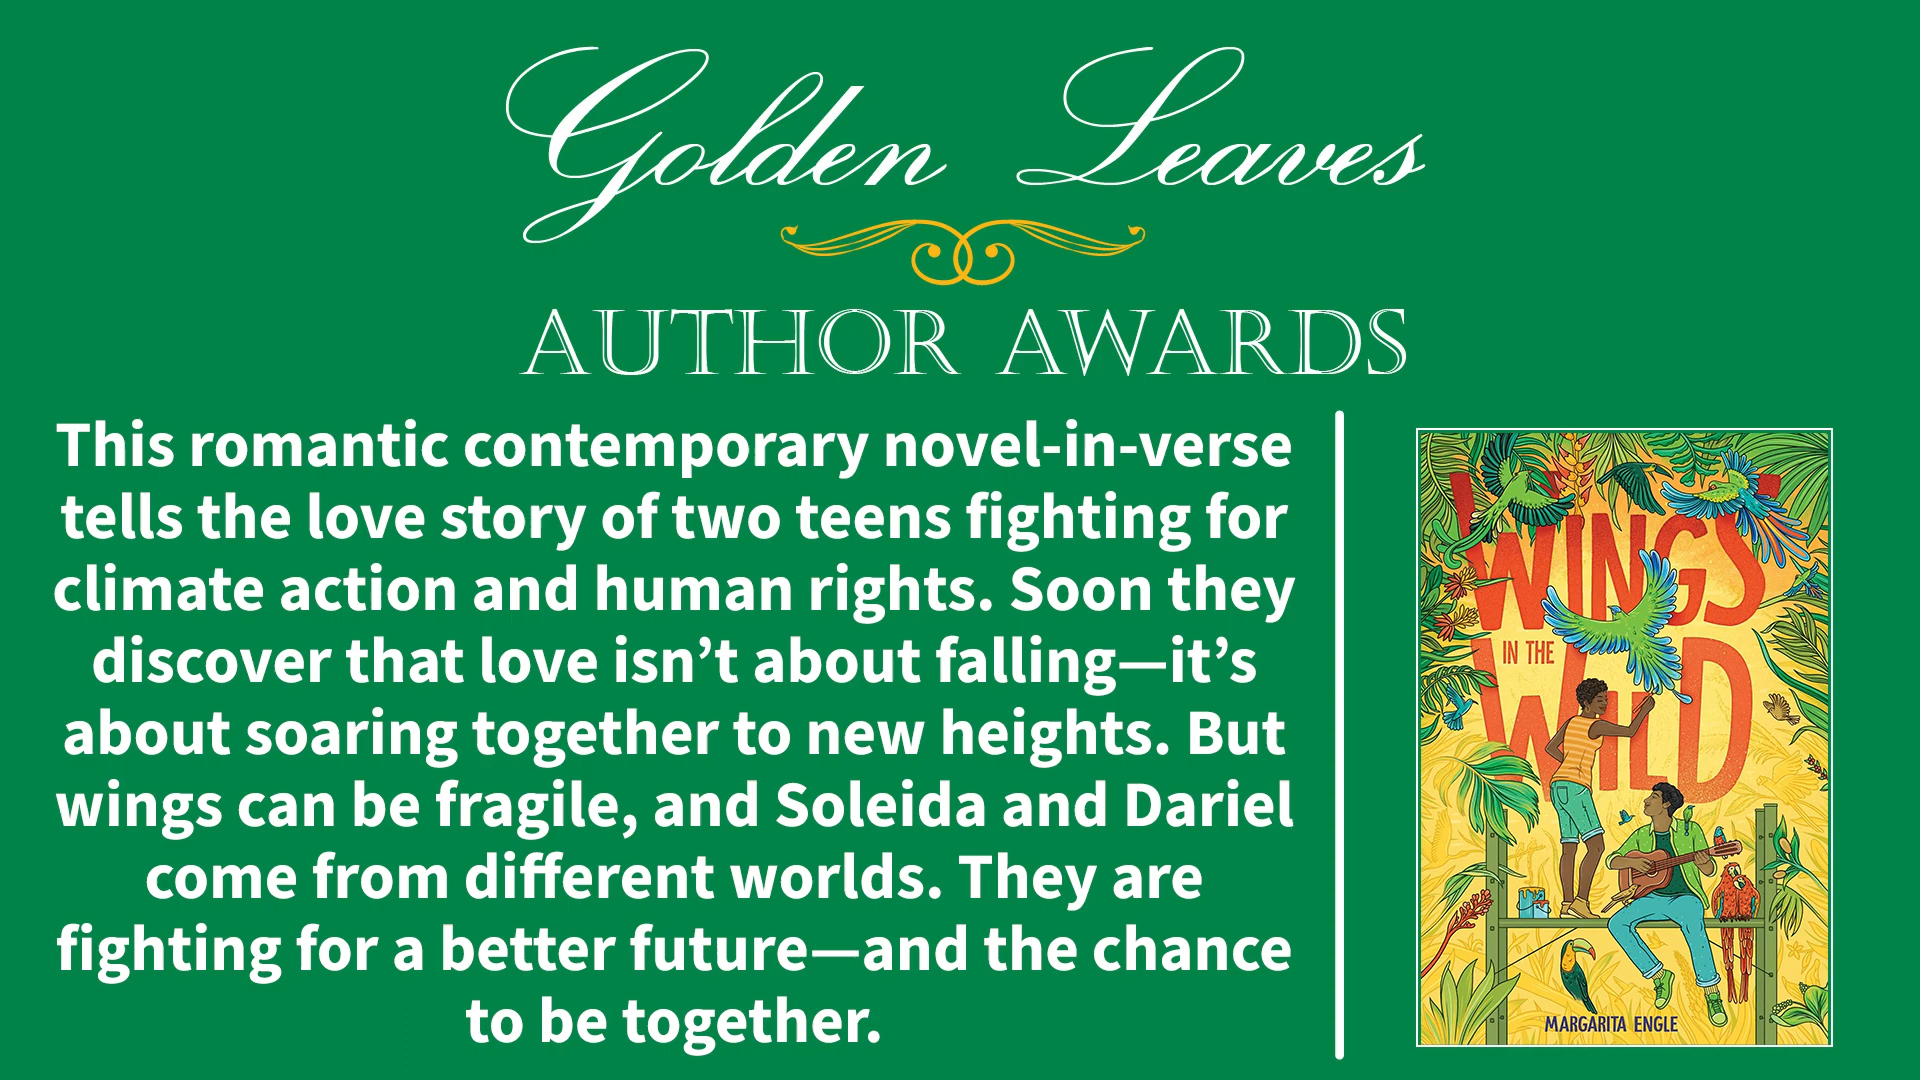 Golden Leaves
AUTHOR AWARDS
This romantic contemporary novel-in-verse
tells the love story of two teens fighting for
climate action and human rights. Soon they
discover that love isn’t about falling—it’s
about soaring together to new heights. But
wings can be fragile, and Soleida and Dariel
come from different worlds. They are
fighting for a better future—and the chance
to be together.
WINGS
IN THE
WILD
MARGARITA ENGLE